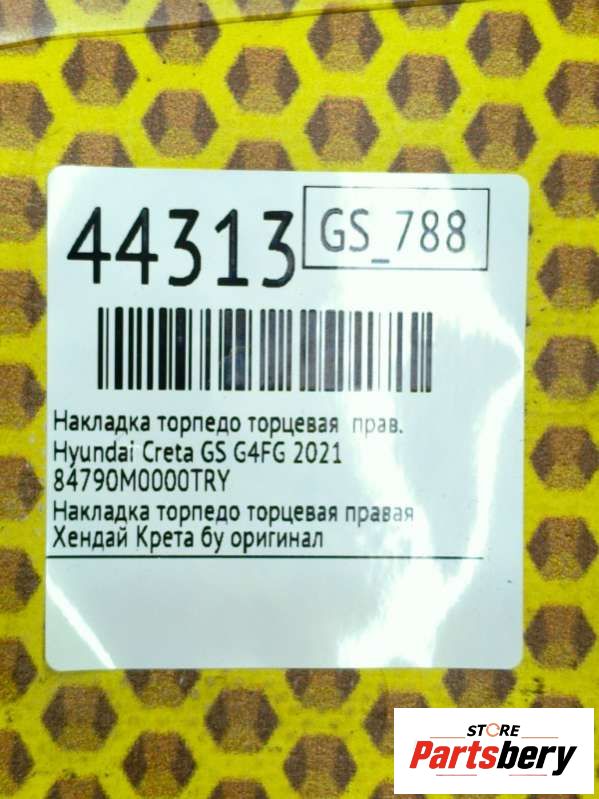 44313
GS_788
Накладка торпедо торцевая прав.
Hyundai Creta GS G4FG 2021
84790M0000TRY
Накладка торпедо торцевая правая
Хендай Крета бу оригинал
STORE
Partsbery